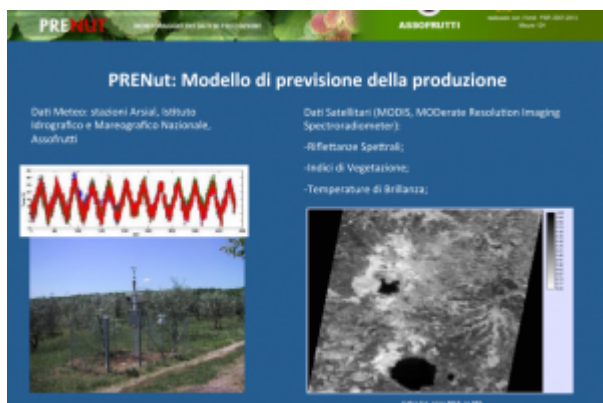 PRENUT
ASSOFRUTTI
PRENut: Modello di previsione della produzione
Dati Meteo: stazioni Arsial, Istituto
Idrografico e Mareografico Nazionale,
Assofrutti
Dati Satellitari (MODIS, MODerate Resolution Imaging
Spectroradiometer):
-Riflettanze Spettrali;
-Indici di Vegetazione;
-Temperature di Brillanza;